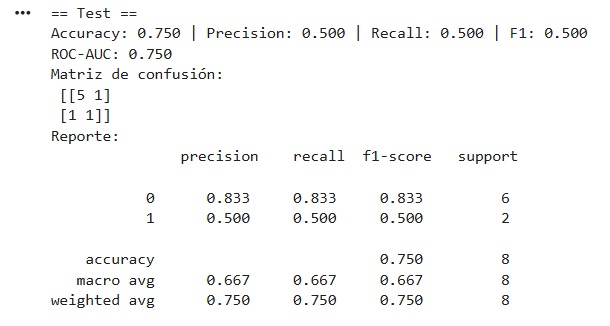 ••• == Test ==
Accuracy: 0.750 | Precision: 0.500 | Recall: 0.500 | F1: 0.500
ROC-AUC: 0.750
Matriz de confusión:
[[5 1]
[1 1]]
Reporte:
precision recall f1-score support
0 0.833 0.833 0.833 6
1 0.500 0.500 0.500 2
accuracy 0.750 8
macro avg 0.667 0.667 0.667 8
weighted avg 0.750 0.750 0.750 8